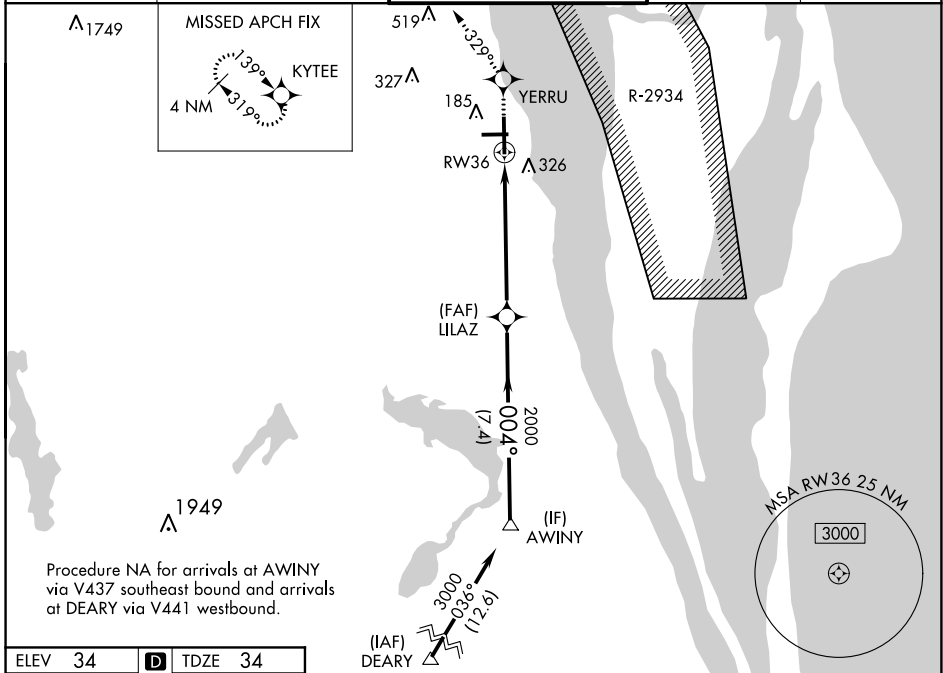 1749
MISSED APCH FIX
139°
KYTEE
4 NM
319°
519
329°
327
YERRU
185
R-2934
RW36
326
(FAF)
LILAZ
2000
004°
(7.4)
1949
(IF)
AWINY
MSA RW36 25 NM
3000
Procedure NA for arrivals at AWINY
via V437 southeast bound and arrivals
at DEARY via V441 westbound.
3000
036°
(12.6)
(IAF)
DEARY
ELEV 34 D TDZE 34